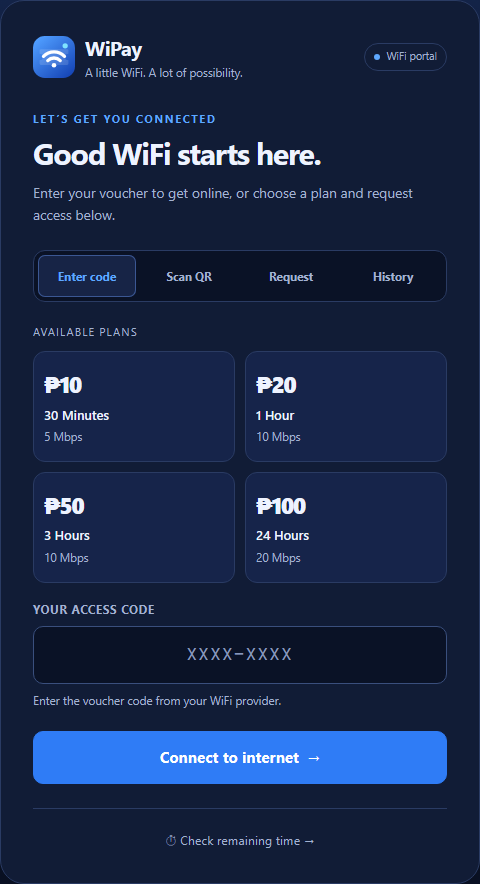 WiPay
A little WiFi. A lot of possibility.
WiFi portal
LET'S GET YOU CONNECTED
Good WiFi starts here.
Enter your voucher to get online, or choose a plan and request
access below.
Enter code
Scan QR
Request
History
AVAILABLE PLANS
₱10
30 Minutes
5 Mbps
₱20
1 Hour
10 Mbps
₱50
3 Hours
10 Mbps
₱100
24 Hours
20 Mbps
YOUR ACCESS CODE
XXXX-XXXX
Enter the voucher code from your WiFi provider.
Connect to internet →
⏱ Check remaining time →